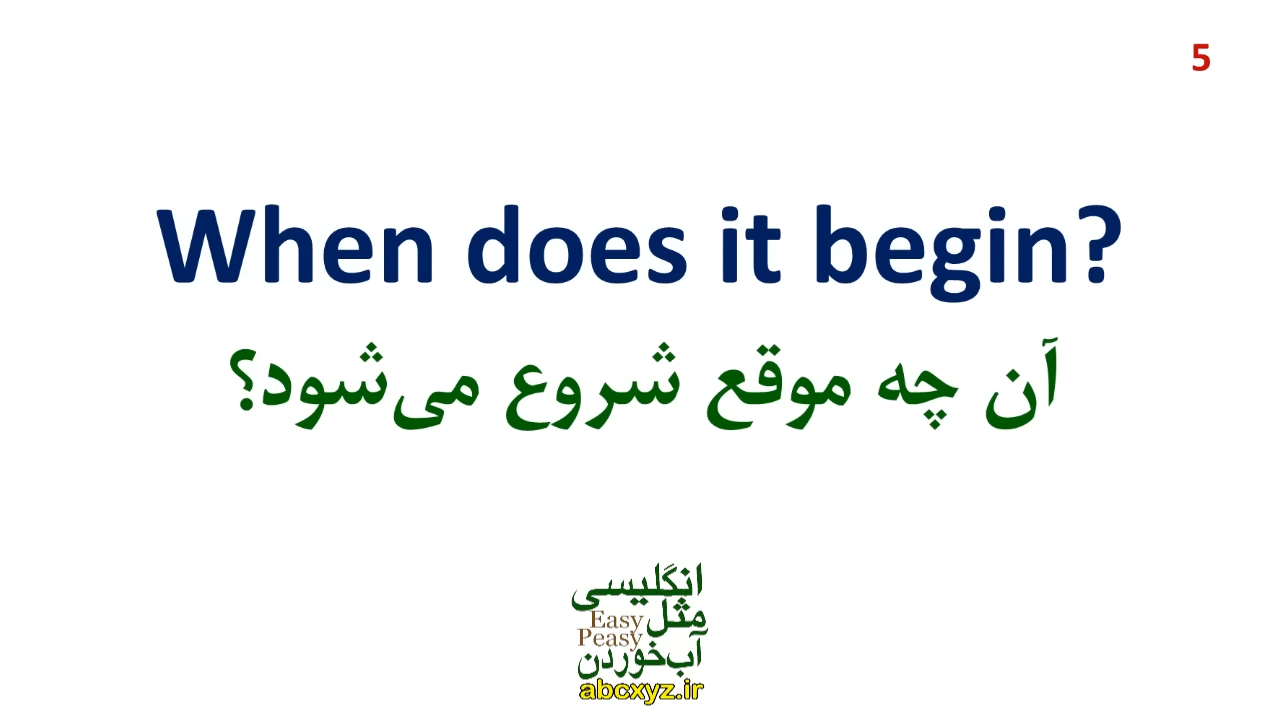 5
When does it begin?
آن چه موقع شروع می‌شود؟
انگلیسی
مثل
Easy
Peasy
آب‌خوردن
abcxyz.ir